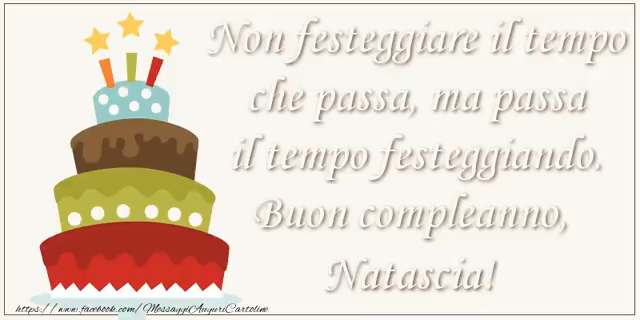 Non festeggiare il tempo
che passa, ma passa
il tempo festeggiando.
Buon compleanno,
Natascia!
https://www.facebook.com/MessaggiAuguriCartoline